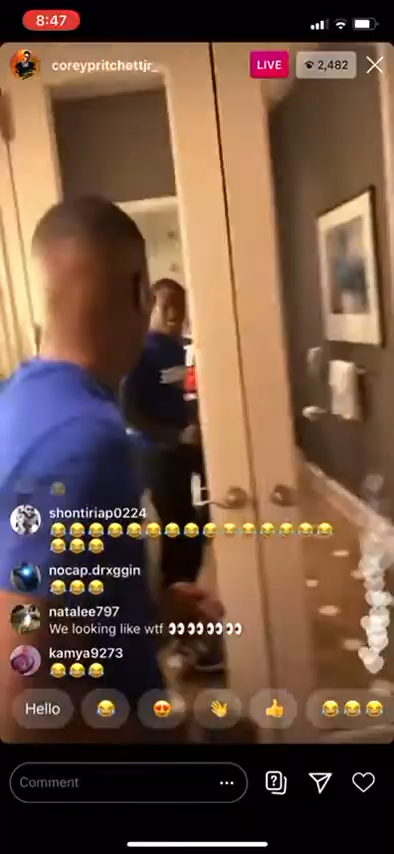 8:47
coreypritchettjr_
LIVE
2,482
shontiriap0224
😂😂😂😂😂😂😂😂😂😂😂😂😂😂😂
😂😂😂
nocap.drxggin
😂😂😂
natalee797
We looking like wtf 👀👀👀👀👀👀
kamya9273
😂😂😂
Hello 😂 😍 👋 👍 😂😂😂
Comment